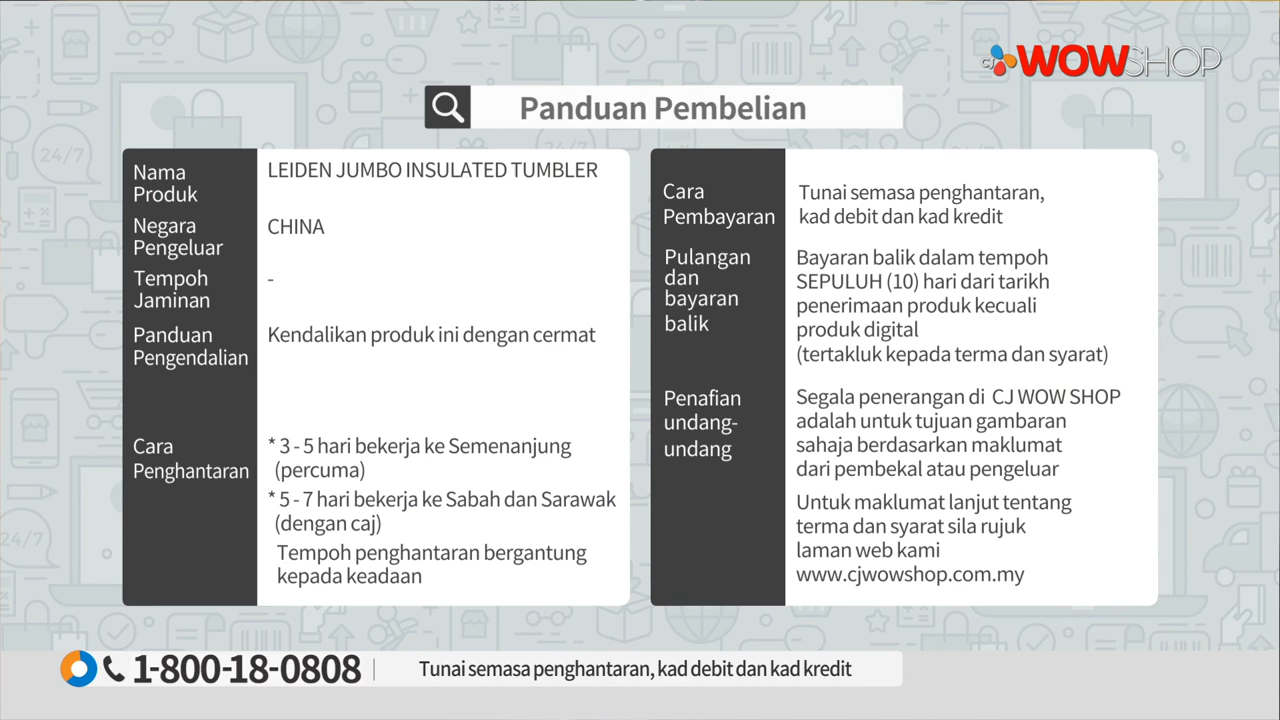 CJ WOWSHOP
Panduan Pembelian
Nama
Produk
LEIDEN JUMBO INSULATED TUMBLER
Negara
Pengeluar
CHINA
Tempoh
Jaminan
-
Panduan
Pengendalian
Kendalikan produk ini dengan cermat
Cara
Penghantaran
* 3 - 5 hari bekerja ke Semenanjung
(percuma)
* 5 - 7 hari bekerja ke Sabah dan Sarawak
(dengan caj)
Tempoh penghantaran bergantung
kepada keadaan
Cara
Pembayaran
Tunai semasa penghantaran,
kad debit dan kad kredit
Pulangan
dan
bayaran
balik
Bayaran balik dalam tempoh
SEPULUH (10) hari dari tarikh
penerimaan produk kecuali
produk digital
(tertakluk kepada terma dan syarat)
Penafian
undang-
undang
Segala penerangan di CJ WOW SHOP
adalah untuk tujuan gambaran
sahaja berdasarkan maklumat
dari pembekal atau pengeluar
Untuk maklumat lanjut tentang
terma dan syarat sila rujuk
laman web kami
www.cjwowshop.com.my
24/7
24/7
1-800-18-0808
Tunai semasa penghantaran, kad debit dan kad kredit